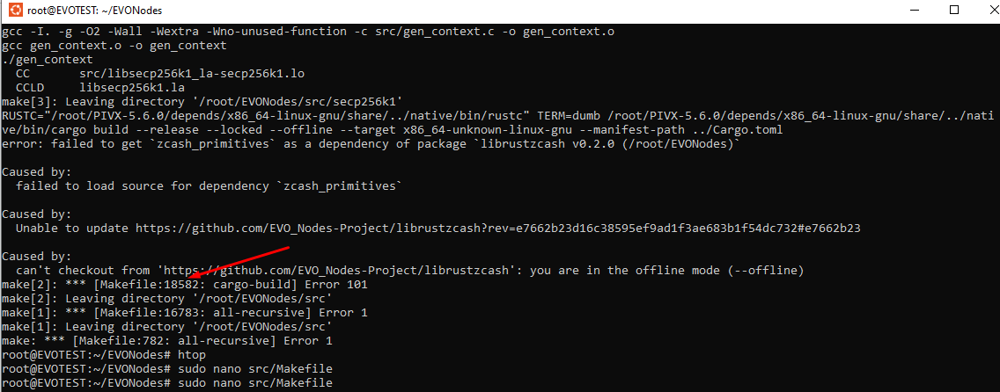 root@EVOTEST: ~/EVONodes
gcc -I. -g -O2 -Wall -Wextra -Wno-unused-function -c src/gen_context.c -o gen_context.o
gcc gen_context.o -o gen_context
./gen_context
  CC       src/libsecp256k1_la-secp256k1.lo
  CCLD     libsecp256k1.la
make[3]: Leaving directory '/root/EVONodes/src/secp256k1'
RUSTC="/root/PIVX-5.6.0/depends/x86_64-linux-gnu/share/../native/bin/rustc" TERM=dumb /root/PIVX-5.6.0/depends/x86_64-linux-gnu/share/../nati
ve/bin/cargo build --release --locked --offline --target x86_64-unknown-linux-gnu --manifest-path ../Cargo.toml
error: failed to get `zcash_primitives` as a dependency of package `librustzcash v0.2.0 (/root/EVONodes)`
Caused by:
  failed to load source for dependency `zcash_primitives`
Caused by:
  Unable to update https://github.com/EVO_Nodes-Project/librustzcash?rev=e7662b23d16c38595ef9ad1f3ae683b1f54dc732#e7662b23
Caused by:
  can't checkout from 'https://github.com/EVO_Nodes-Project/librustzcash': you are in the offline mode (--offline)
make[2]: *** [Makefile:18582: cargo-build] Error 101
make[2]: Leaving directory '/root/EVONodes/src'
make[1]: *** [Makefile:16783: all-recursive] Error 1
make[1]: Leaving directory '/root/EVONodes/src'
make: *** [Makefile:782: all-recursive] Error 1
root@EVOTEST:~/EVONodes# htop
root@EVOTEST:~/EVONodes# sudo nano src/Makefile
root@EVOTEST:~/EVONodes# sudo nano src/Makefile